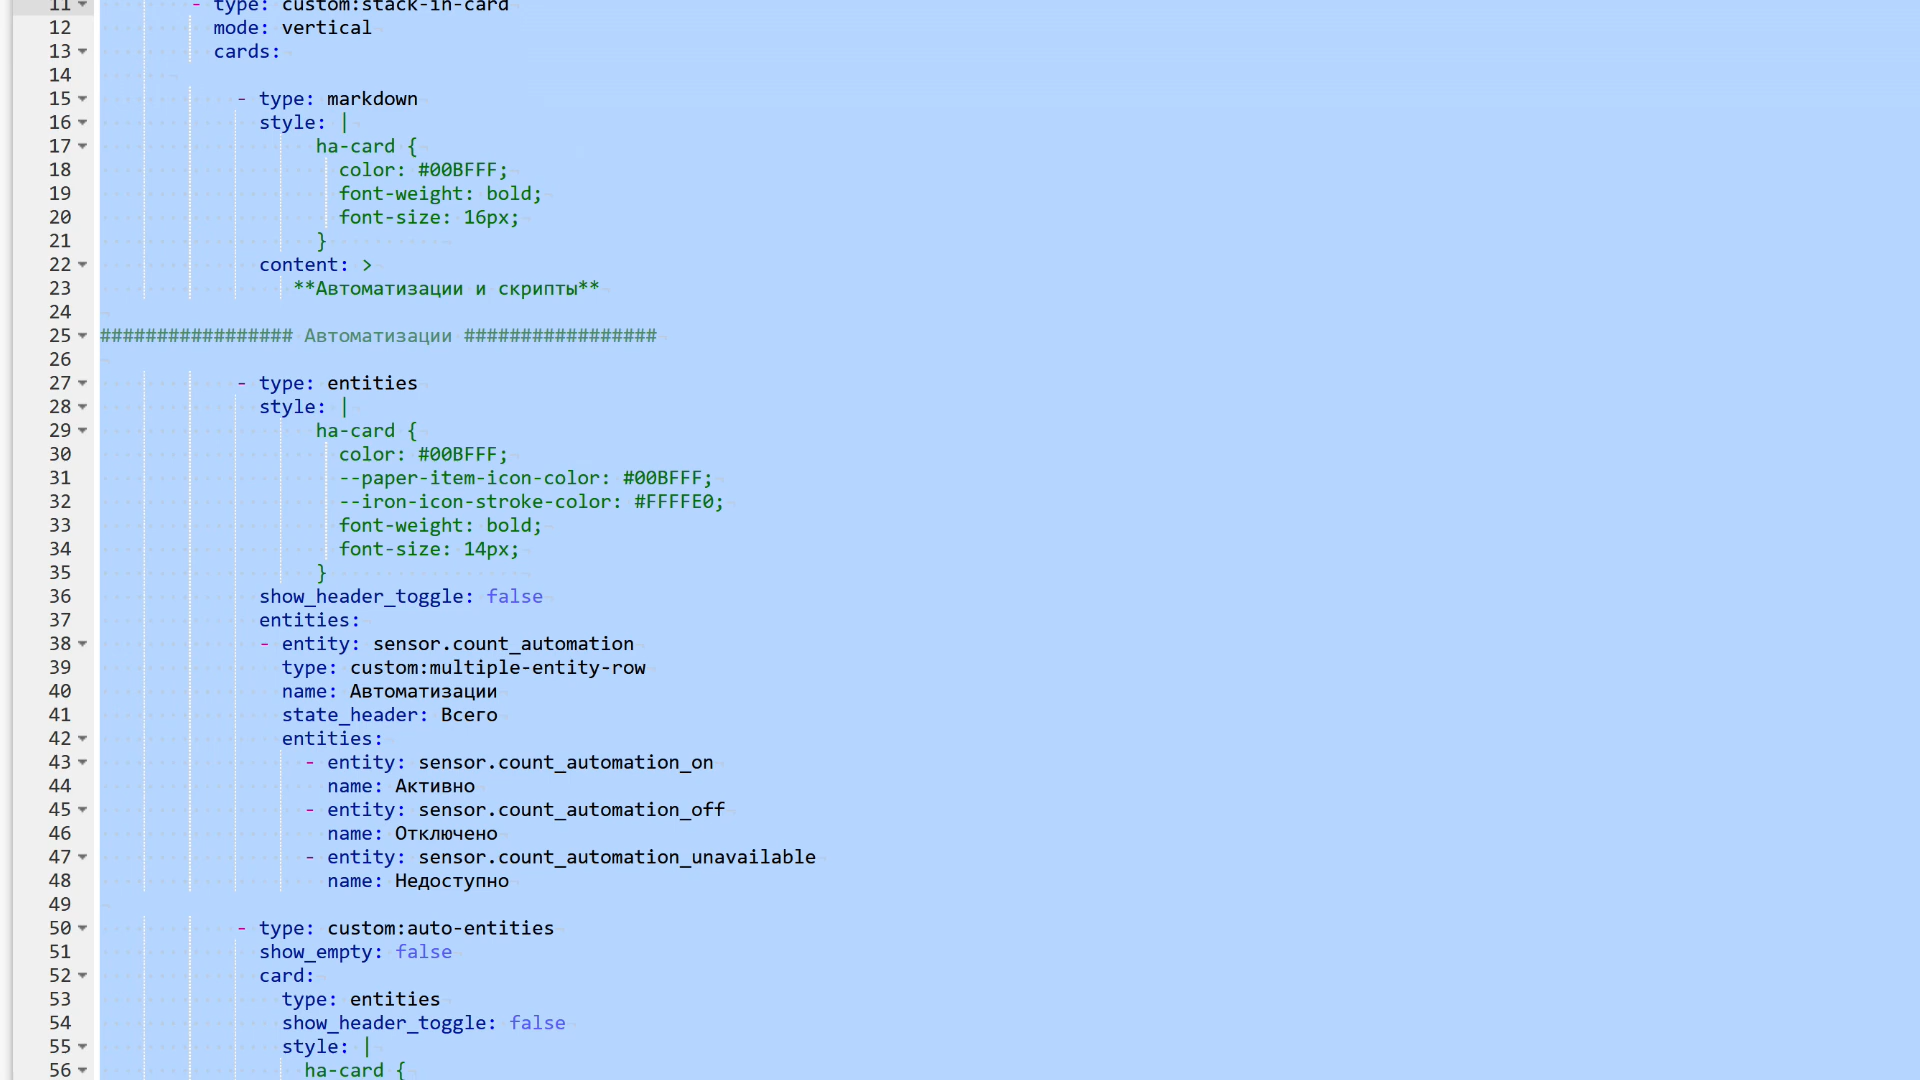 11 - type: custom:stack-in-card
12 mode: vertical
13 cards:
14
15 - type: markdown
16 style: |
17 ha-card {
18 color: #00BFFF;
19 font-weight: bold;
20 font-size: 16px;
21 }
22 content: >
23 **Автоматизации и скрипты**
24
25 ################# Автоматизации #################
26
27 - type: entities
28 style: |
29 ha-card {
30 color: #00BFFF;
31 --paper-item-icon-color: #00BFFF;
32 --iron-icon-stroke-color: #FFFFE0;
33 font-weight: bold;
34 font-size: 14px;
35 }
36 show_header_toggle: false
37 entities:
38 - entity: sensor.count_automation
39 type: custom:multiple-entity-row
40 name: Автоматизации
41 state_header: Всего
42 entities:
43 - entity: sensor.count_automation_on
44 name: Активно
45 - entity: sensor.count_automation_off
46 name: Отключено
47 - entity: sensor.count_automation_unavailable
48 name: Недоступно
49
50 - type: custom:auto-entities
51 show_empty: false
52 card:
53 type: entities
54 show_header_toggle: false
55 style: |
56 ha-card {